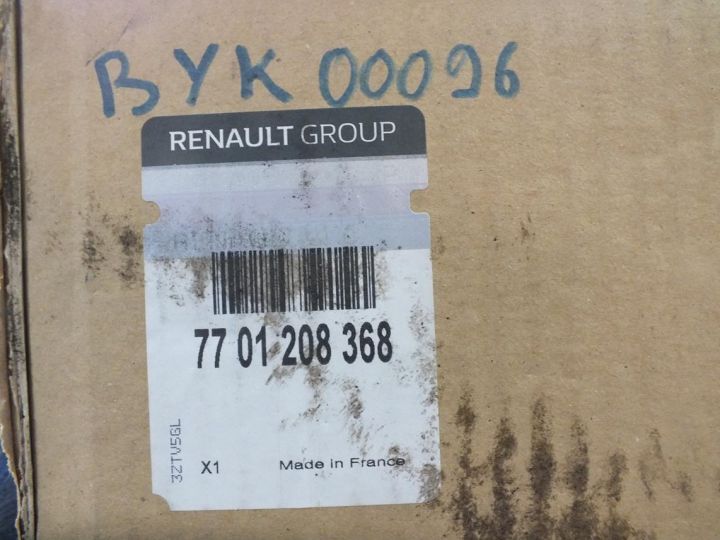 BYK 00096
RENAULT GROUP
77 01 208 368
3ZTV5GL
X1 Made in France